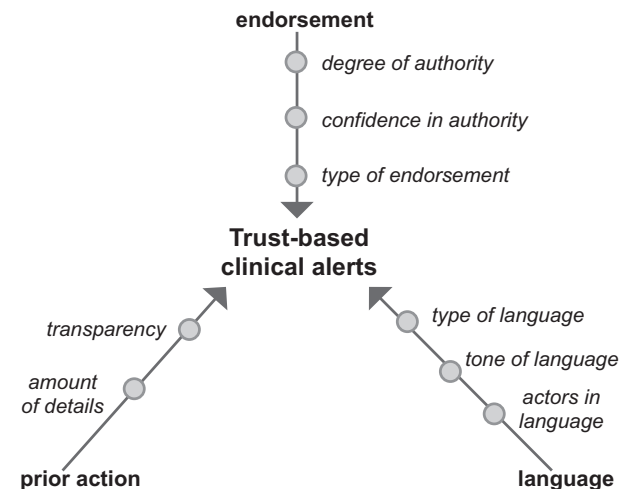 endorsement
degree of authority
confidence in authority
type of endorsement
Trust-based
clinical alerts
transparency
amount
of details
prior action
type of language
tone of language
actors in
language
language